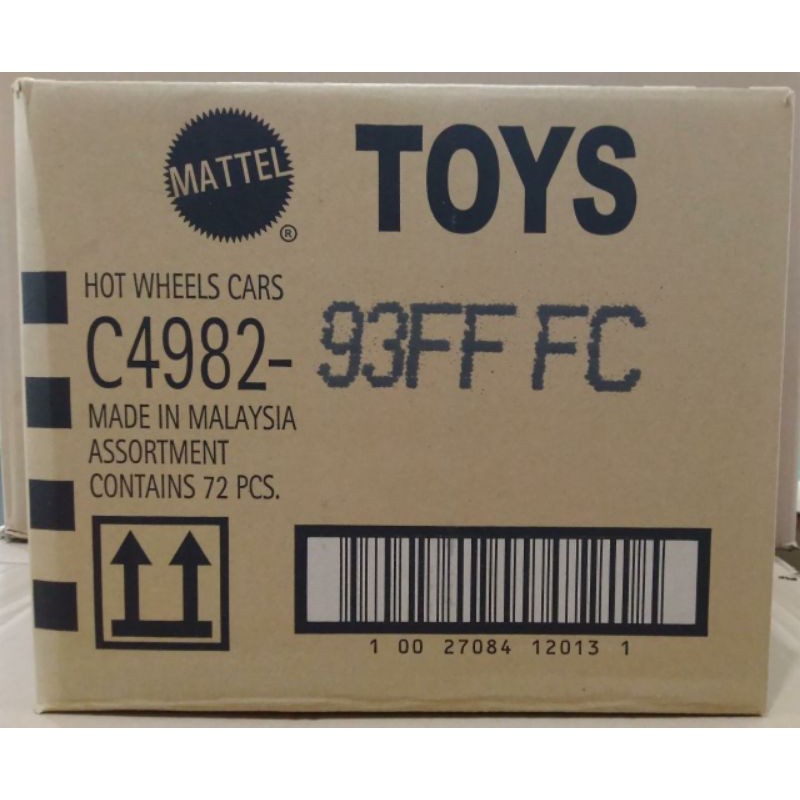 MATTEL ®
TOYS
HOT WHEELS CARS
C4982- 93FF FC
MADE IN MALAYSIA
ASSORTMENT
CONTAINS 72 PCS.
1 00 27084 12013 1